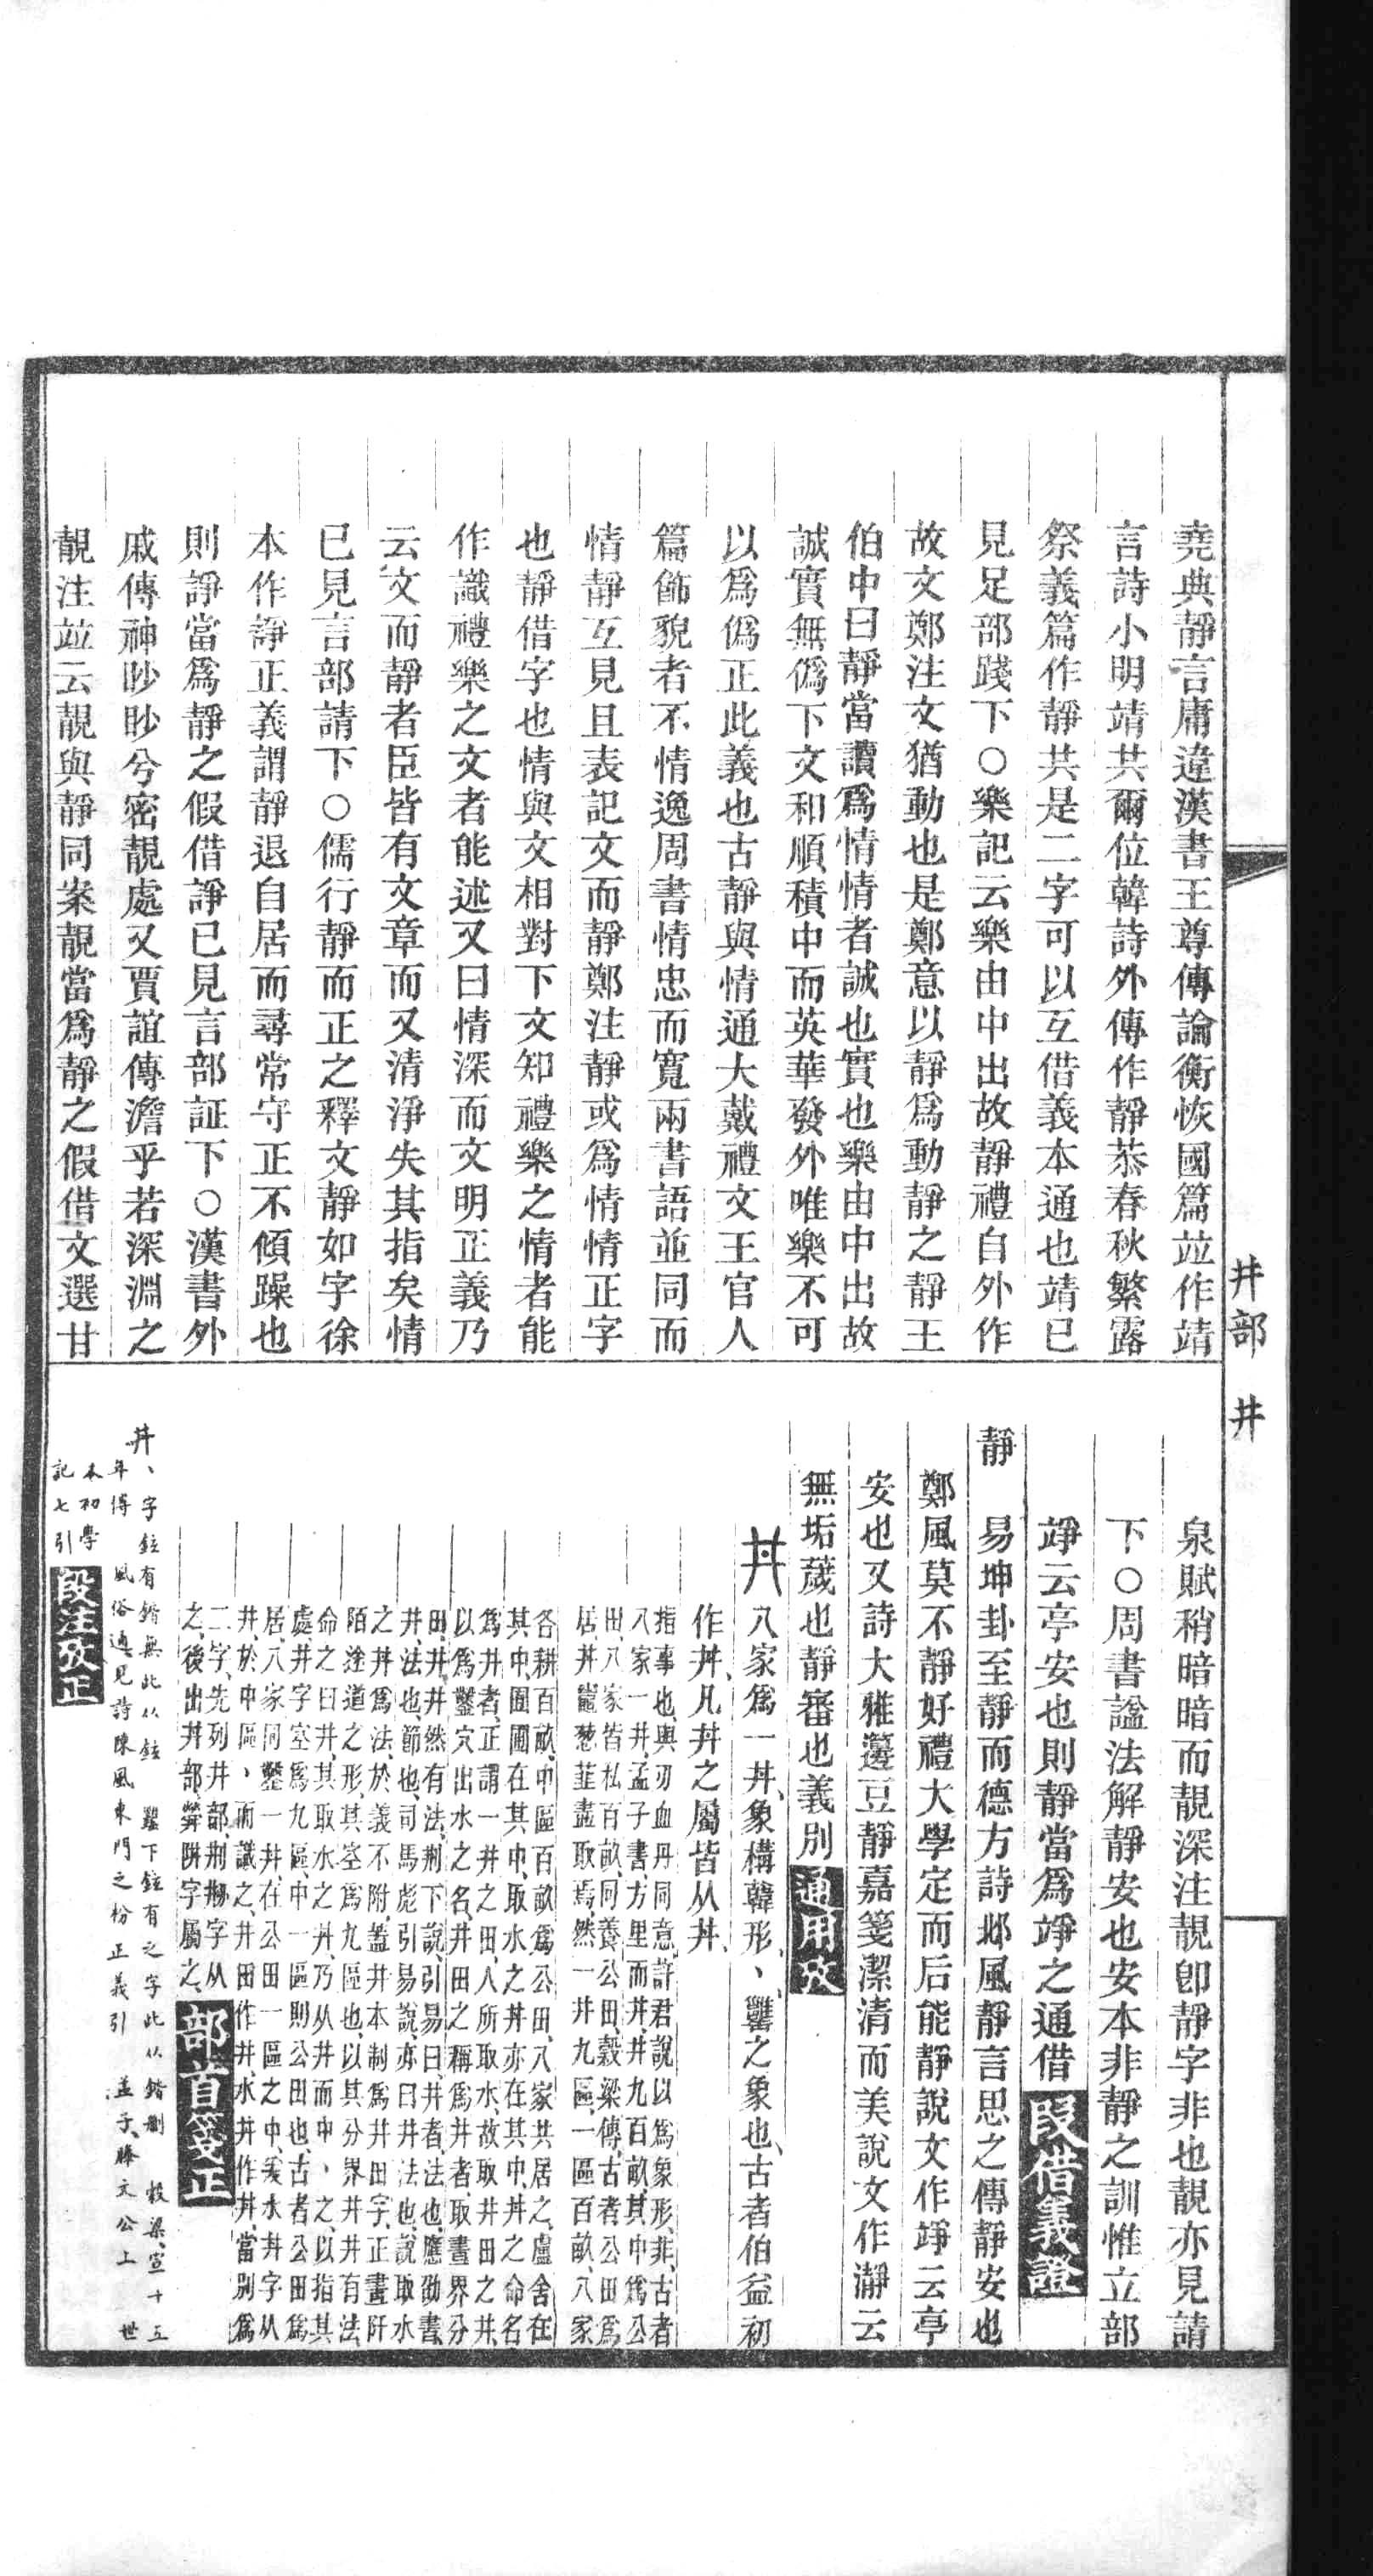 井部 井
堯典靜言庸違漢書王尊傳論衡恢國篇竝作靖
言詩小明靖共爾位韓詩外傳作靜恭春秋繁露
祭義篇作靜共是二字可以互借義本通也靖已
見足部踐下○樂記云樂由中出故靜禮自外作
故文鄭注文猶動也是鄭意以靜爲動靜之靜王
伯申曰靜當讀爲情情者誠也實也樂由中出故
誠實無僞下文和順積中而英華發外唯樂不可
以爲僞正此義也古靜與情通大戴禮文王官人
篇飾貌者不情逸周書情忠而寬兩書語並同而
情靜互見且表記文而靜鄭注靜或爲情情正字
也靜借字也情與文相對下文知禮樂之情者能
作識禮樂之文者能述又曰情深而文明正義乃
云文而靜者臣皆有文章而又清淨失其指矣情
已見言部請下○儒行靜而正之釋文靜如字徐
本作諍正義謂靜退自居而尋常守正不傾躁也
則諍當爲靜之假借諍已見言部証下○漢書外
戚傳神眇眇兮密靚處又賈誼傳澹乎若深淵之
靚注竝云靚與靜同案靚當爲靜之假借文選甘
泉賦稍暗暗而靚深注靚卽靜字非也靚亦見請
下○周書謚法解靜安也安本非靜之訓惟立部
竫云亭安也則靜當爲竫之通借 段借義證
靜 易坤卦至靜而德方詩邶風靜言思之傳靜安也
鄭風莫不靜好禮大學定而后能靜說文作竫云亭
安也又詩大雅籩豆靜嘉箋潔清而美說文作瀞云
無垢薉也靜審也義別 通用攷
丼 八家爲一丼、象構韓形、丶、罋之象也、古者伯益初
作丼、凡丼之屬皆从丼、
指事也、與刃血丹同意、許君說以爲象形、非、古者
八家一井、孟子書、方里而井、井九百畝、其中爲公
田、八家皆私百畝、同養公田、穀梁傳、古者公田爲
居、丼竈蔥韭盡取焉、然一井九區、一區百畝、八家
各耕百畝、中區百畝爲公田、八家共居之、廬舍在
其中、園圃在其中、取水之丼亦在其中、丼之命名
爲井者、正謂一井之田、人所取水、故取井田之井、
以爲鑿穴出水之名、井田之稱爲井者、取畫界分
田、井井然有法、荆下說、引易曰、井者、法也、應劭書、
井、法也、節也、司馬彪引易說、亦曰井、法也、說取水
之丼爲法、於義不附、蓋井本制爲井田字、正畫阡
陌涂道之形、其空爲九區也、以其分界井井有法、
命之曰井、其取水之丼、乃从井而中丶之、以指其
處、井字空爲九區中一區則公田也、古者公田爲
居、八家同鑿一丼、在公田一區之中、爰水丼字从
井、於中區丶而識之、井田作井、水丼作丼、當別爲
二字、先列井部、荆㓝字从
之、後出丼部、䇦阱字屬之、 部首箋正
丼、丶字鉉有鍇無此以鉉 罋下鉉有之字此以鍇刪 穀梁宣十五
年傳 風俗通見詩陳風東門之枌正義引 孟子滕文公上 世
本初學
記七引 段注攷正